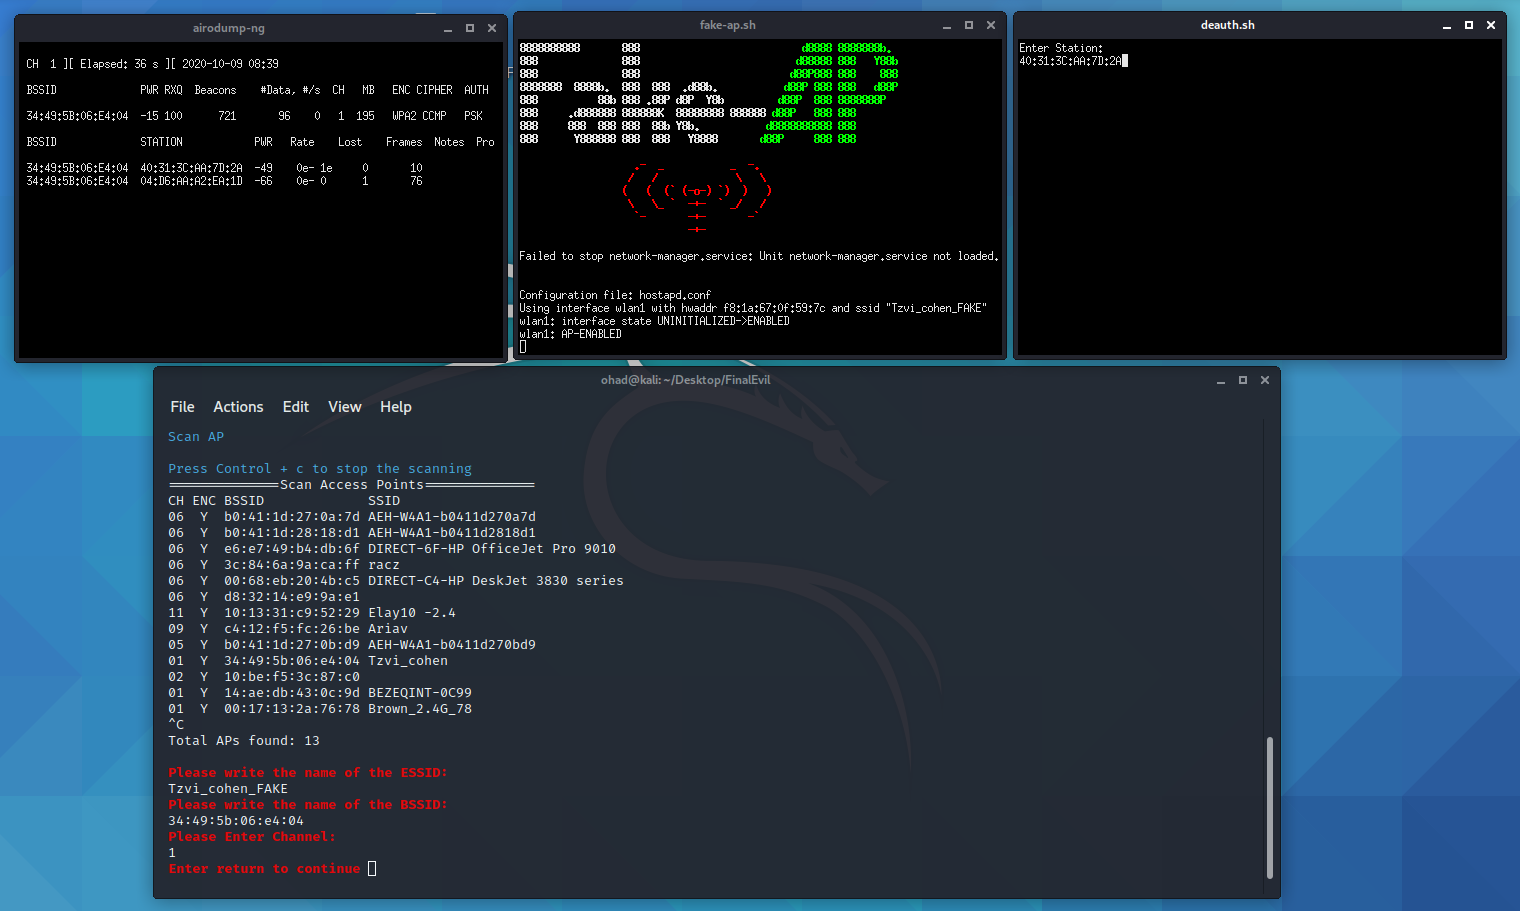 airodump-ng
CH  1 ][ Elapsed: 36 s ][ 2020-10-09 08:39
BSSID              PWR RXQ  Beacons    #Data, #/s  CH   MB   ENC CIPHER  AUTH
34:49:5B:06:E4:04  -15 100      721       96    0   1  195   WPA2 CCMP   PSK
BSSID              STATION            PWR   Rate    Lost    Frames  Notes  Pro
34:49:5B:06:E4:04  40:31:3C:AA:7D:2A  -49    0e- 1e     0       10
34:49:5B:06:E4:04  04:D6:AA:A2:EA:1D  -66    0e- 0      1       76
fake-ap.sh
FakeAP
Failed to stop network-manager.service: Unit network-manager.service not loaded.
Configuration file: hostapd.conf
Using interface wlan1 with hwaddr f8:1a:67:0f:59:7c and ssid "Tzvi_cohen_FAKE"
wlan1: interface state UNINITIALIZED->ENABLED
wlan1: AP-ENABLED
deauth.sh
Enter Station:
40:31:3C:AA:7D:2A
ohad@kali: ~/Desktop/FinalEvil
File Actions Edit View Help
Scan AP
Press Control + c to stop the scanning
══════════════Scan Access Points══════════════
CH ENC BSSID             SSID
06  Y  b0:41:1d:27:0a:7d AEH-W4A1-b0411d270a7d
06  Y  b0:41:1d:28:18:d1 AEH-W4A1-b0411d2818d1
06  Y  e6:e7:49:b4:db:6f DIRECT-6F-HP OfficeJet Pro 9010
06  Y  3c:84:6a:9a:ca:ff racz
06  Y  00:68:eb:20:4b:c5 DIRECT-C4-HP DeskJet 3830 series
06  Y  d8:32:14:e9:9a:e1
11  Y  10:13:31:c9:52:29 Elay10 -2.4
09  Y  c4:12:f5:fc:26:be Ariav
05  Y  b0:41:1d:27:0b:d9 AEH-W4A1-b0411d270bd9
01  Y  34:49:5b:06:e4:04 Tzvi_cohen
02  Y  10:be:f5:3c:87:c0
01  Y  14:ae:db:43:0c:9d BEZEQINT-0C99
01  Y  00:17:13:2a:76:78 Brown_2.4G_78
^C
Total APs found: 13
Please write the name of the ESSID:
Tzvi_cohen_FAKE
Please write the name of the BSSID:
34:49:5b:06:e4:04
Please Enter Channel:
1
Enter return to continue